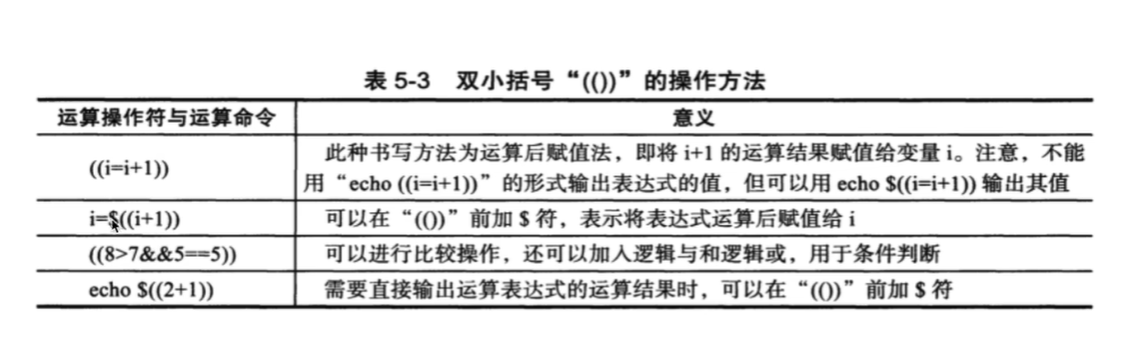 表 5-3 双小括号“(())”的操作方法
运算操作符与运算命令 意义
((i=i+1)) 此种书写方法为运算后赋值法，即将 i+1 的运算结果赋值给变量 i。注意，不能
用“echo ((i=i+1))”的形式输出表达式的值，但可以用 echo $((i=i+1)) 输出其值
i=$((i+1)) 可以在“(())”前加 $ 符，表示将表达式运算后赋值给 i
((8>7&&5==5)) 可以进行比较操作，还可以加入逻辑与和逻辑或，用于条件判断
echo $((2+1)) 需要直接输出运算表达式的运算结果时，可以在“(())”前加 $ 符